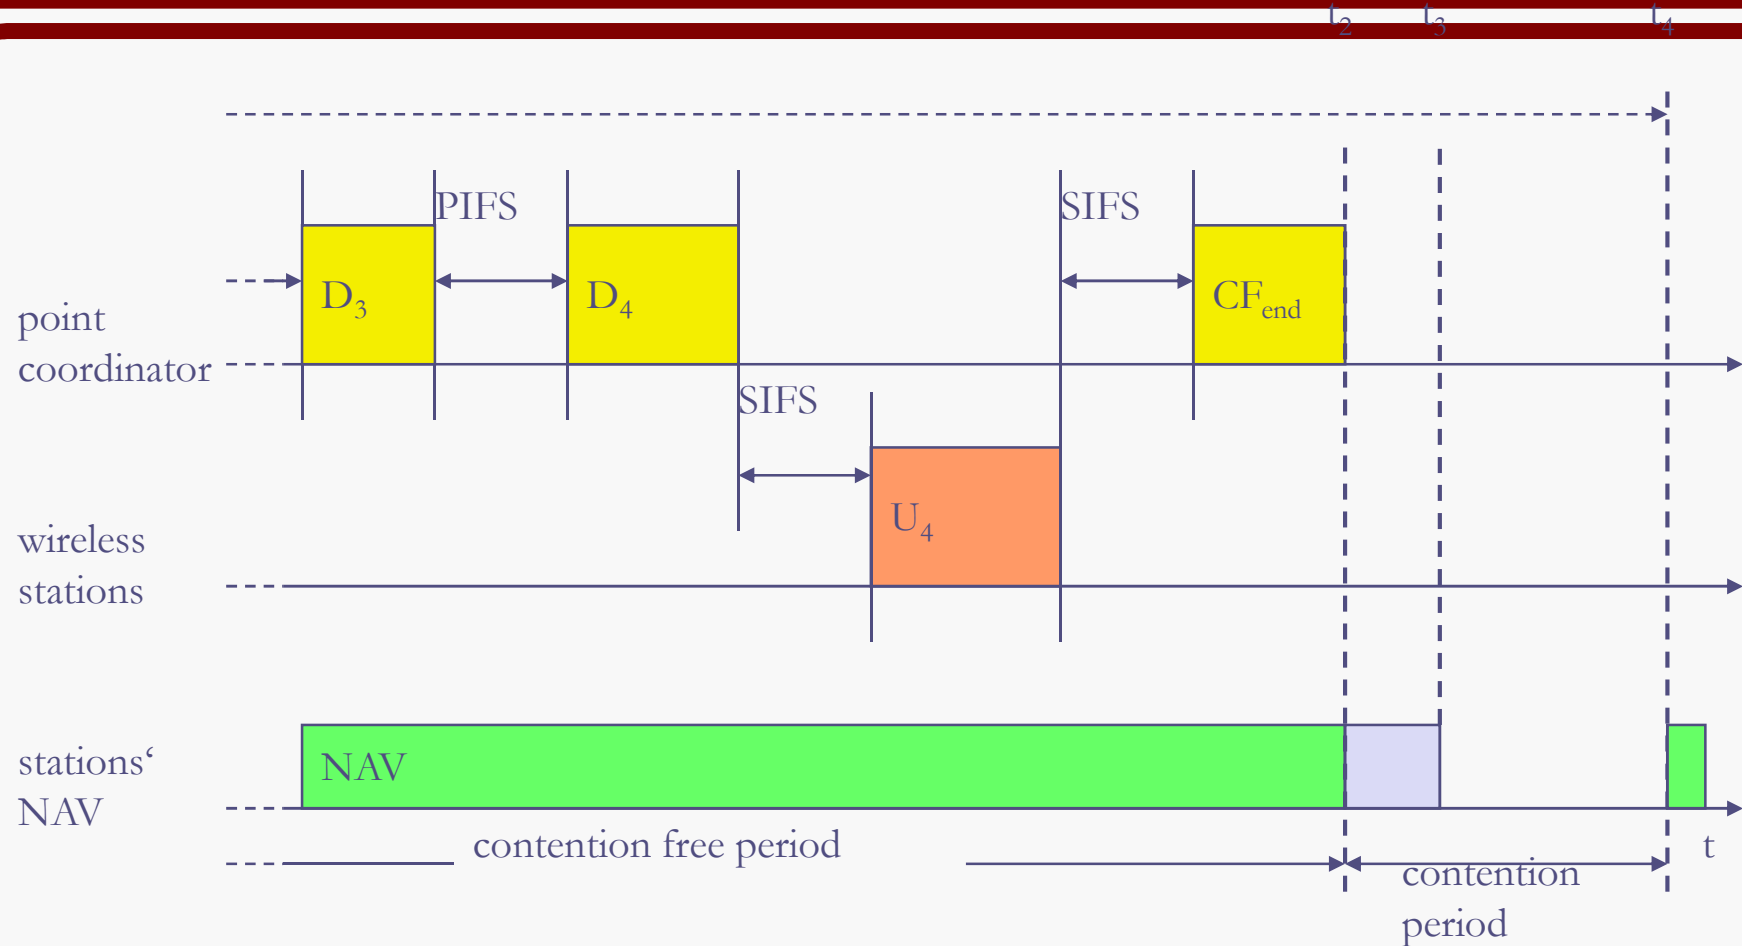 t2 t3 t4
PIFS
SIFS
D3
D4
CFend
point
coordinator
SIFS
U4
wireless
stations
stations‘
NAV
NAV
contention free period
t
contention
period